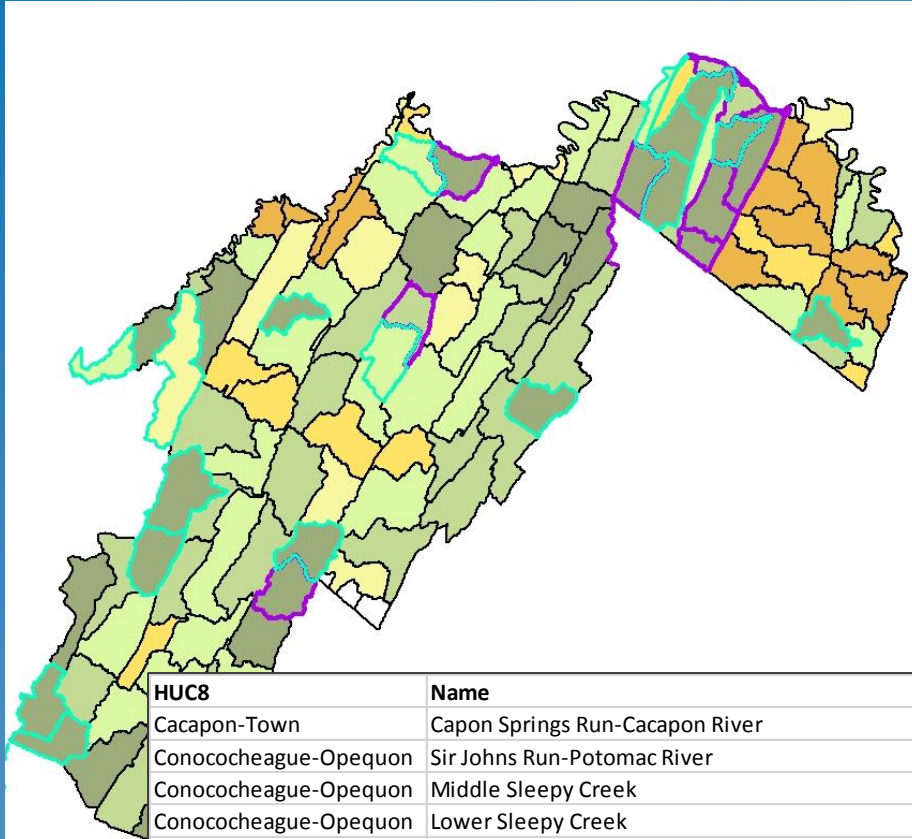 HUC8 Name
Cacapon-Town Capon Springs Run-Cacapon River
Conococheague-Opequon Sir Johns Run-Potomac River
Conococheague-Opequon Middle Sleepy Creek
Conococheague-Opequon Lower Sleepy Creek